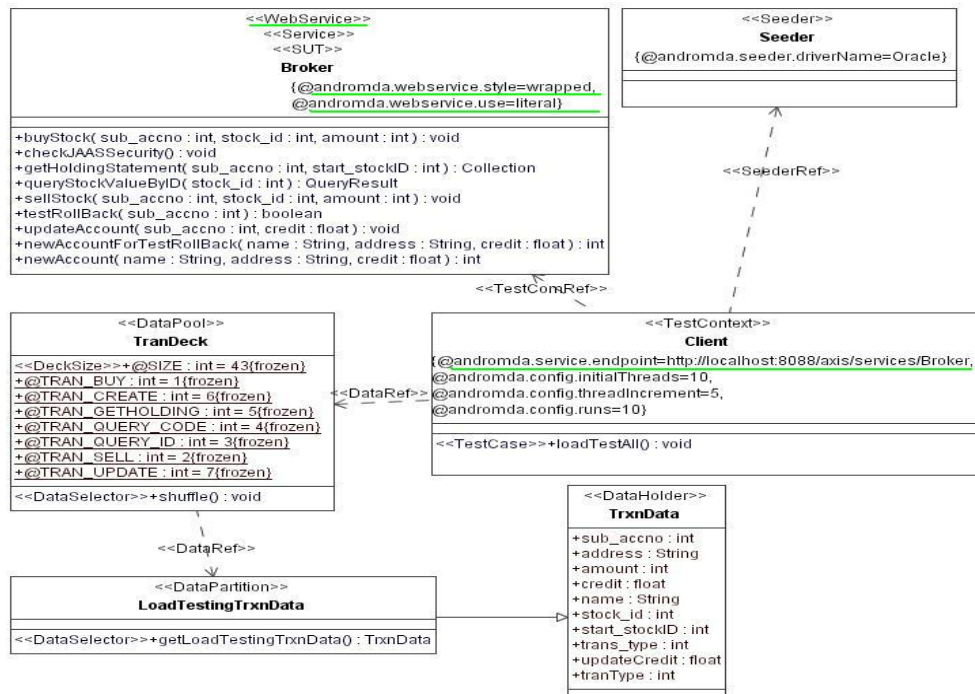 <<WebService>>
<<Service>>
<<SUT>>
Broker
{@andromda.webservice.style=wrapped,
@andromda.webservice.use=literal}
+buyStock( sub_accno : int, stock_id : int, amount : int ) : void
+checkJAASSecurity() : void
+getHoldingStatement( sub_accno : int, start_stockID : int ) : Collection
+queryStockValueByID( stock_id : int ) : QueryResult
+sellStock( sub_accno : int, stock_id : int, amount : int ) : void
+testRollBack( sub_accno : int ) : boolean
+updateAccount( sub_accno : int, credit : float ) : void
+newAccountForTestRollBack( name : String, address : String, credit : float ) : int
+newAccount( name : String, address : String, credit : float ) : int
<<Seeder>>
Seeder
{@andromda.seeder.driverName=Oracle}
<<SeederRef>>
<<TestComRef>>
<<DataPool>>
TranDeck
<<DeckSize>>+@SIZE : int = 43{frozen}
+@TRAN_BUY : int = 1{frozen}
+@TRAN_CREATE : int = 6{frozen}
+@TRAN_GETHOLDING : int = 5{frozen}
+@TRAN_QUERY_CODE : int = 4{frozen}
+@TRAN_QUERY_ID : int = 3{frozen}
+@TRAN_SELL : int = 2{frozen}
+@TRAN_UPDATE : int = 7{frozen}
<<DataSelector>>+shuffle() : void
<<DataRef>>
<<TestContext>>
Client
{@andromda.service.endpoint=http://localhost:8088/axis/services/Broker,
@andromda.config.initialThreads=10,
@andromda.config.threadIncrement=5,
@andromda.config.runs=10}
<<TestCase>>+loadTestAll() : void
<<DataRef>>
<<DataPartition>>
LoadTestingTrxnData
<<DataSelector>>+getLoadTestingTrxnData() : TrxnData
<<DataHolder>>
TrxnData
+sub_accno : int
+address : String
+amount : int
+credit : float
+name : String
+stock_id : int
+start_stockID : int
+trans_type : int
+updateCredit : float
+tranType : int